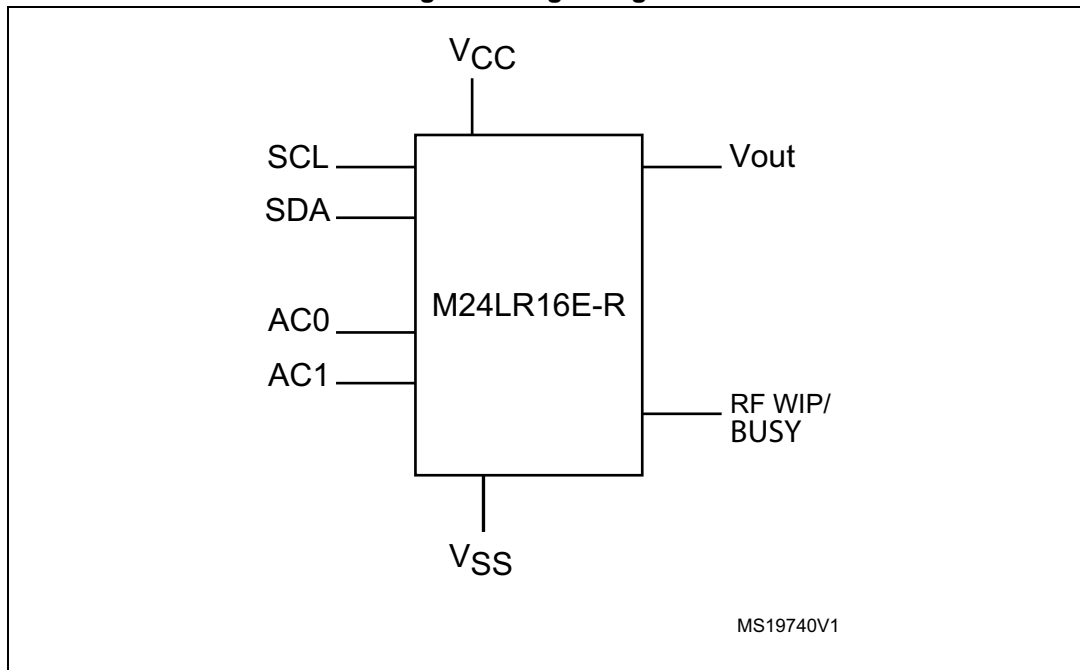 VCC
SCL
SDA
AC0
AC1
M24LR16E-R
Vout
RF WIP/
BUSY
VSS
MS19740V1